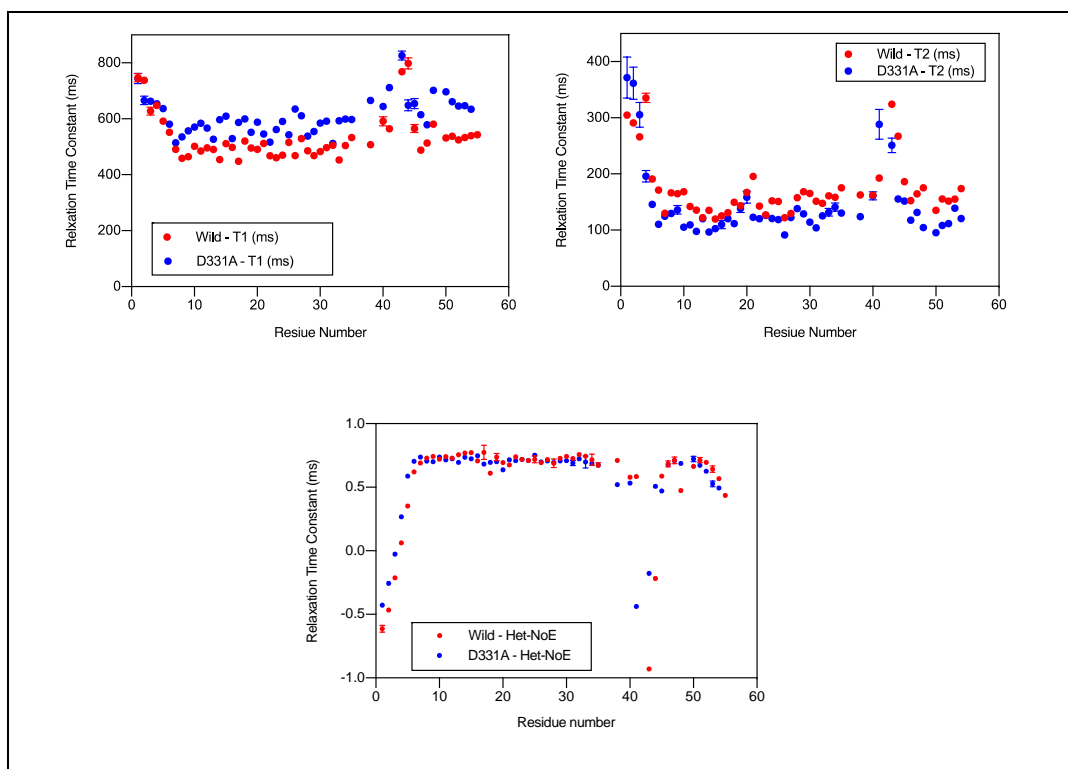 800
600
400
200
0
Relxation Time Constant (ms)
Wild - T1 (ms)
D331A - T1 (ms)
0 10 20 30 40 50 60
Resiue Number
400
300
200
100
0
Relxation Time Constant (ms)
Wild - T2 (ms)
D331A - T2 (ms)
0 10 20 30 40 50 60
Residue Number
1.0
0.5
0.0
-0.5
-1.0
Relaxation Time Constant (ms)
Wild - Het-NoE
D331A - Het-NoE
0 10 20 30 40 50 60
Residue number